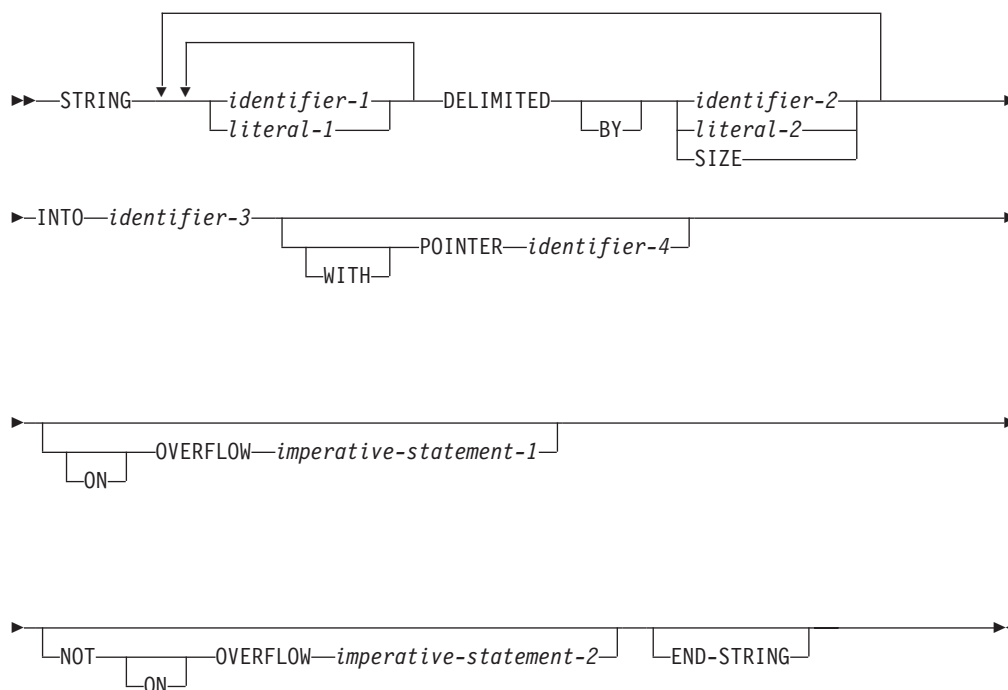 STRING identifier-1 DELIMITED identifier-2
literal-1 BY literal-2
SIZE
INTO identifier-3
POINTER identifier-4
WITH
OVERFLOW imperative-statement-1
ON
NOT OVERFLOW imperative-statement-2 END-STRING
ON